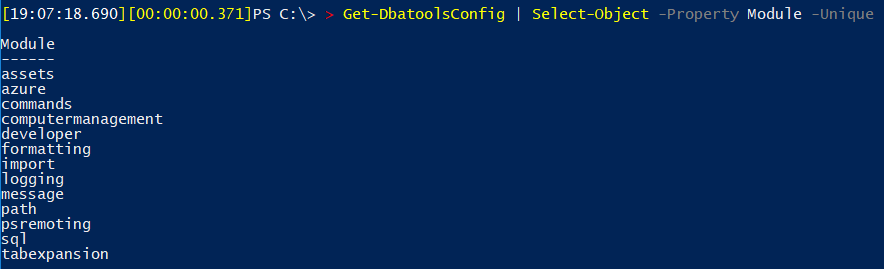 [19:07:18.690][00:00:00.371]PS C:\> > Get-DbatoolsConfig | Select-Object -Property Module -Unique
Module
------
assets
azure
commands
computermanagement
developer
formatting
import
logging
message
path
psremoting
sql
tabexpansion